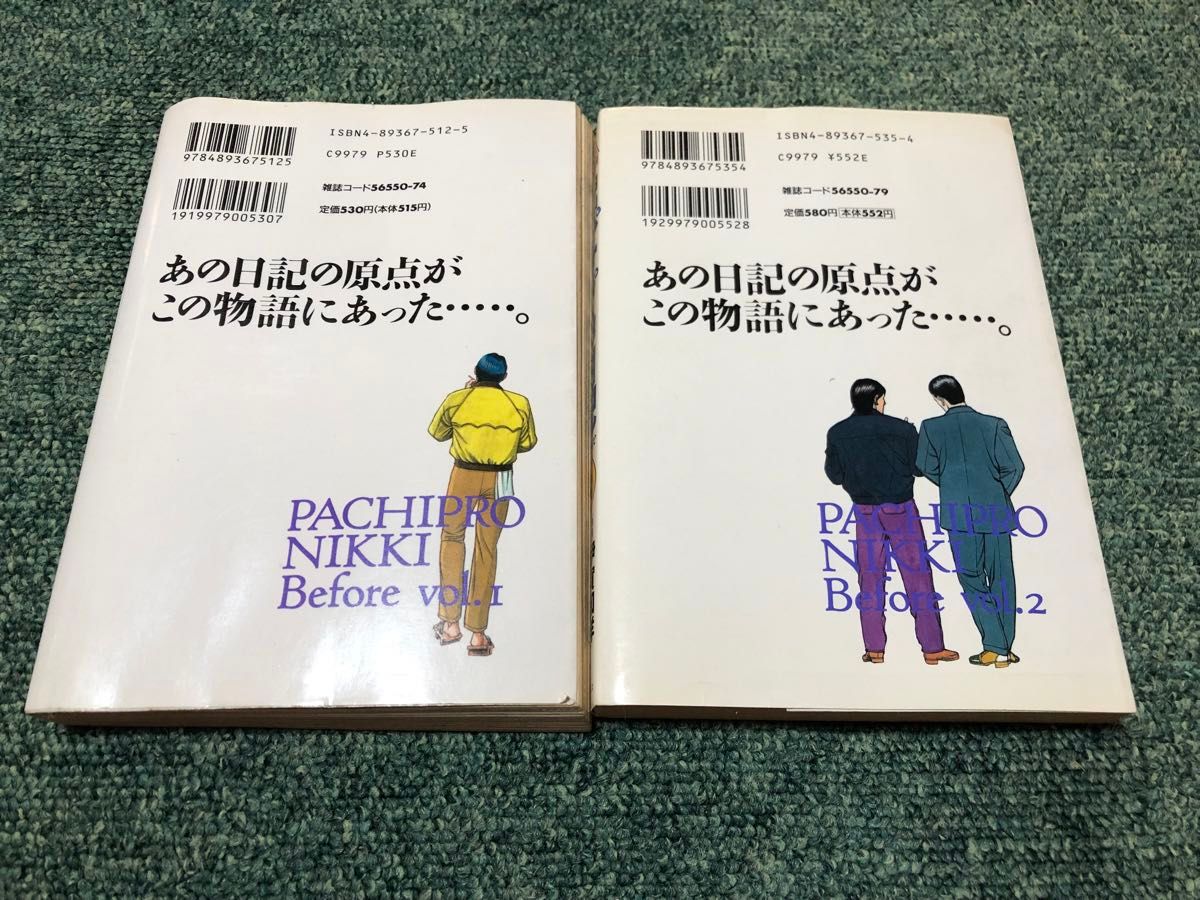 9784893675125
ISBN4-89367-512-5
C9979 P530E
1919979005307
雑誌コード56550-74
定価530円(本体515円)
あの日記の原点が
この物語にあった……。
PACHIPRO
NIKKI
Before vol.1
9784893675354
ISBN4-89367-535-4
C9979 ¥552E
1929979005528
雑誌コード56550-79
定価580円 本体552円
あの日記の原点が
この物語にあった……。
PACHIPRO
NIKKI
Before vol.2